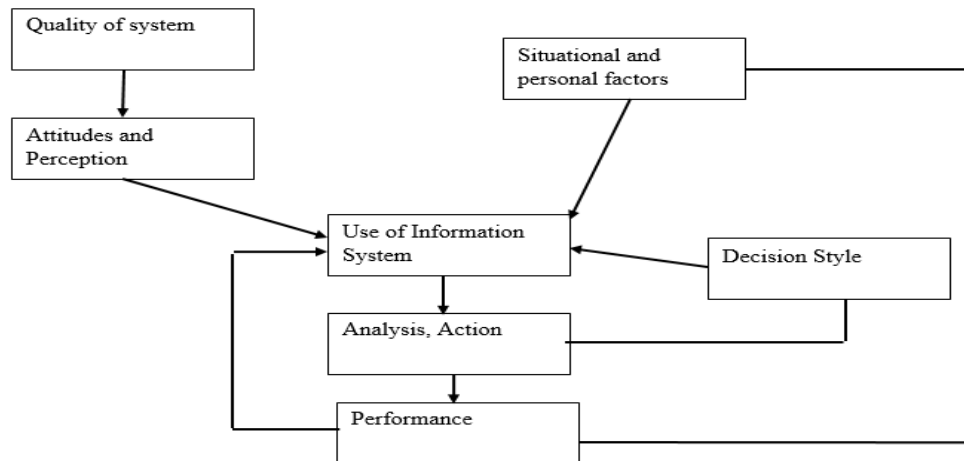 Quality of system
Situational and
personal factors
Attitudes and
Perception
Use of Information
System
Decision Style
Analysis, Action
Performance